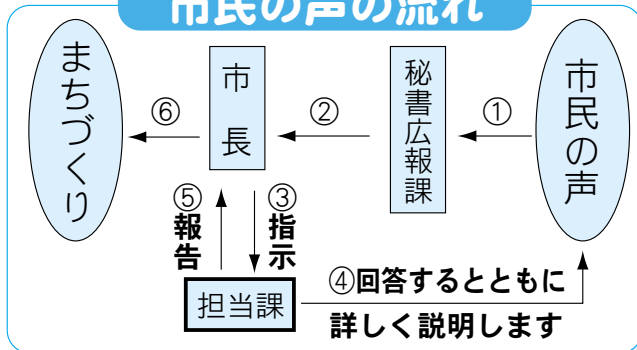 市民の声の流れ
市民の声
①
秘書広報課
②
市長
③
指示
担当課
④回答するとともに
詳しく説明します
⑤
報告
⑥
まちづくり